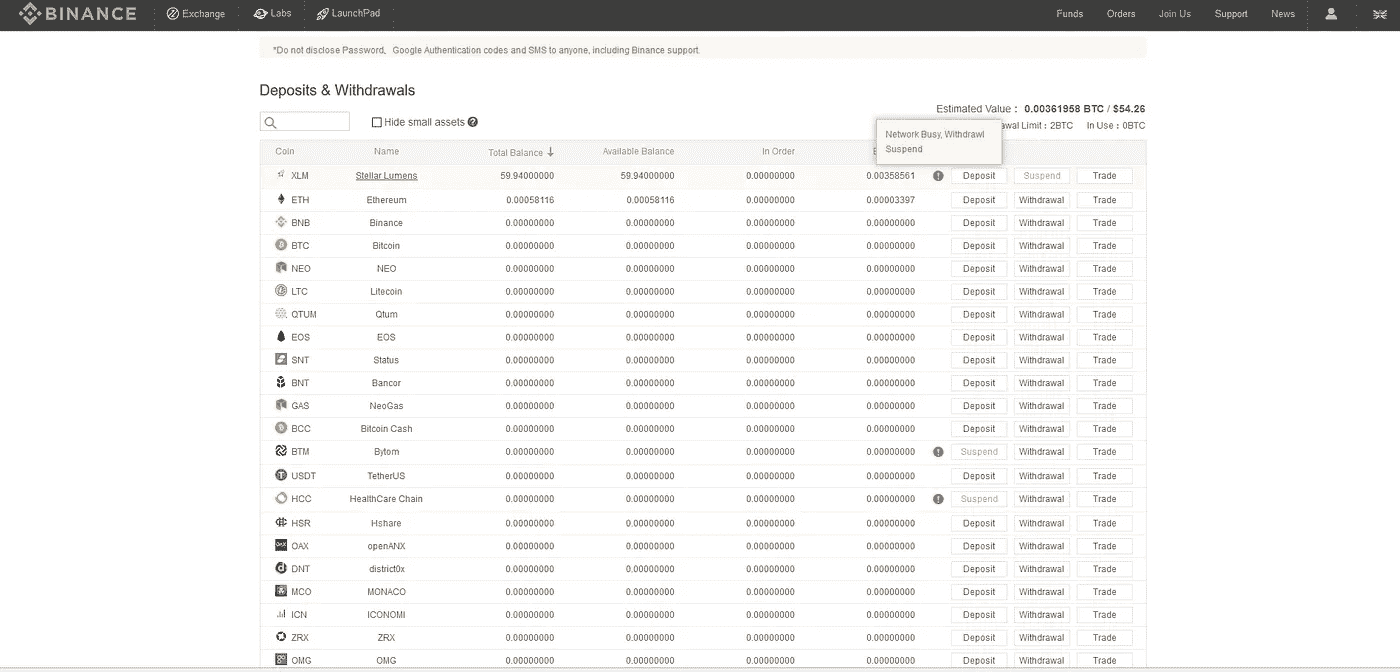 BINANCE Exchange Labs LaunchPad Funds Orders Join Us Support News
*Do not disclose Password, Google Authentication codes and SMS to anyone, including Binance support.
Deposits & Withdrawals
Estimated Value : 0.00361958 BTC / $54.26
Hide small assets
awal Limit : 2BTC In Use : 0BTC
Network Busy, Withdrawl
Suspend
Coin Name Total Balance ↓ Available Balance In Order
XLM Stellar Lumens 59.94000000 59.94000000 0.00000000 0.00358561 Deposit Suspend Trade
ETH Ethereum 0.00058116 0.00058116 0.00000000 0.00003397 Deposit Withdrawal Trade
BNB Binance 0.00000000 0.00000000 0.00000000 0.00000000 Deposit Withdrawal Trade
BTC Bitcoin 0.00000000 0.00000000 0.00000000 0.00000000 Deposit Withdrawal Trade
NEO NEO 0.00000000 0.00000000 0.00000000 0.00000000 Deposit Withdrawal Trade
LTC Litecoin 0.00000000 0.00000000 0.00000000 0.00000000 Deposit Withdrawal Trade
QTUM Qtum 0.00000000 0.00000000 0.00000000 0.00000000 Deposit Withdrawal Trade
EOS EOS 0.00000000 0.00000000 0.00000000 0.00000000 Deposit Withdrawal Trade
SNT Status 0.00000000 0.00000000 0.00000000 0.00000000 Deposit Withdrawal Trade
BNT Bancor 0.00000000 0.00000000 0.00000000 0.00000000 Deposit Withdrawal Trade
GAS NeoGas 0.00000000 0.00000000 0.00000000 0.00000000 Deposit Withdrawal Trade
BCC Bitcoin Cash 0.00000000 0.00000000 0.00000000 0.00000000 Deposit Withdrawal Trade
BTM Bytom 0.00000000 0.00000000 0.00000000 0.00000000 Suspend Withdrawal Trade
USDT TetherUS 0.00000000 0.00000000 0.00000000 0.00000000 Deposit Withdrawal Trade
HCC HealthCare Chain 0.00000000 0.00000000 0.00000000 0.00000000 Suspend Withdrawal Trade
HSR Hshare 0.00000000 0.00000000 0.00000000 0.00000000 Deposit Withdrawal Trade
OAX openANX 0.00000000 0.00000000 0.00000000 0.00000000 Deposit Withdrawal Trade
DNT district0x 0.00000000 0.00000000 0.00000000 0.00000000 Deposit Withdrawal Trade
MCO MONACO 0.00000000 0.00000000 0.00000000 0.00000000 Deposit Withdrawal Trade
ICN ICONOMI 0.00000000 0.00000000 0.00000000 0.00000000 Deposit Withdrawal Trade
ZRX ZRX 0.00000000 0.00000000 0.00000000 0.00000000 Deposit Withdrawal Trade
OMG OMG 0.00000000 0.00000000 0.00000000 0.00000000 Deposit Withdrawal Trade